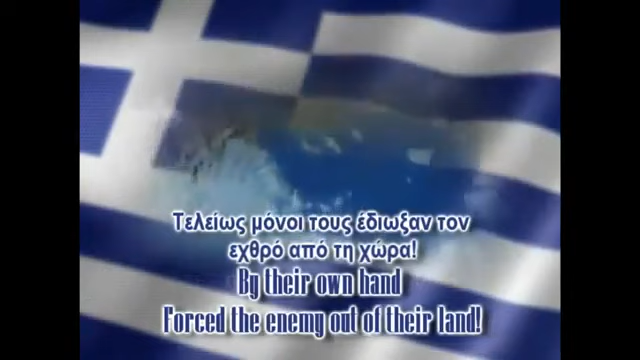 Τελείως μόνοι τους έδιωξαν τον
εχθρό από τη χώρα!
By their own hand
Forced the enemy out of their land!